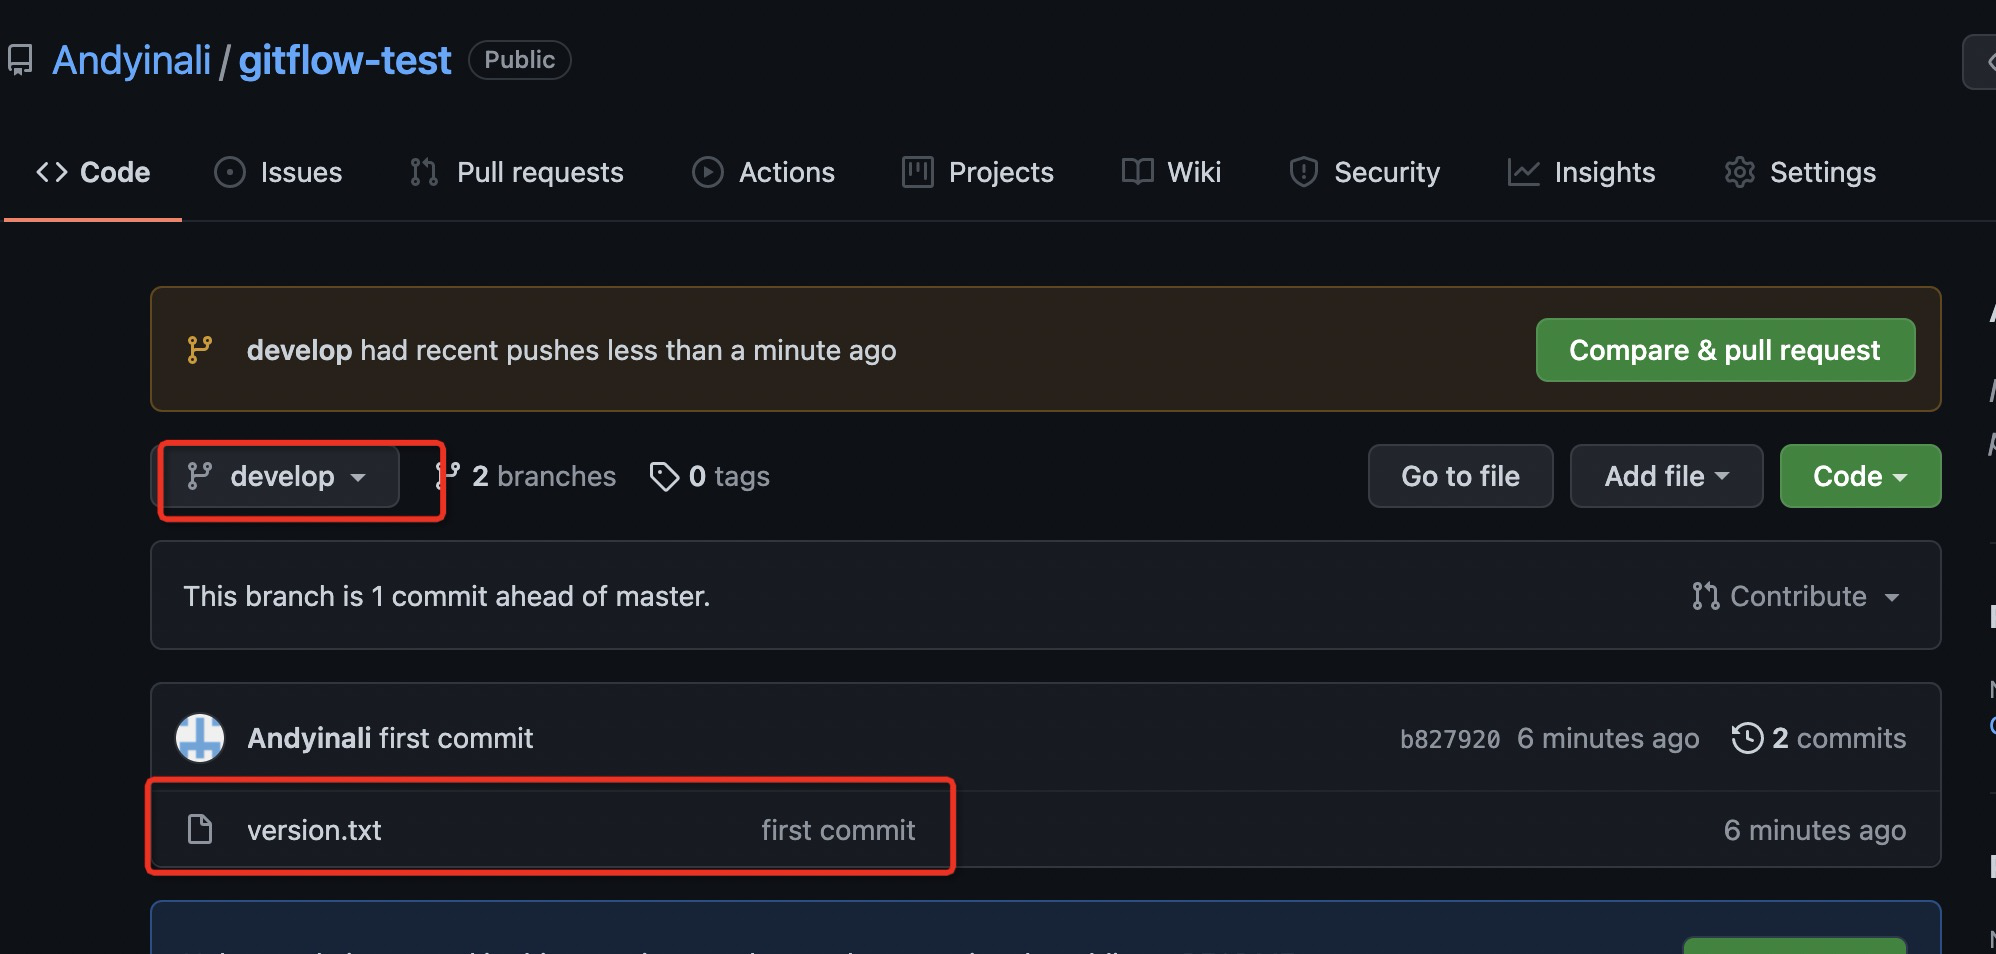 Andyinali / gitflow-test Public
Code Issues Pull requests Actions Projects Wiki Security Insights Settings
develop had recent pushes less than a minute ago Compare & pull request
develop 2 branches 0 tags Go to file Add file Code
This branch is 1 commit ahead of master. Contribute
Andyinali first commit b827920 6 minutes ago 2 commits
version.txt first commit 6 minutes ago